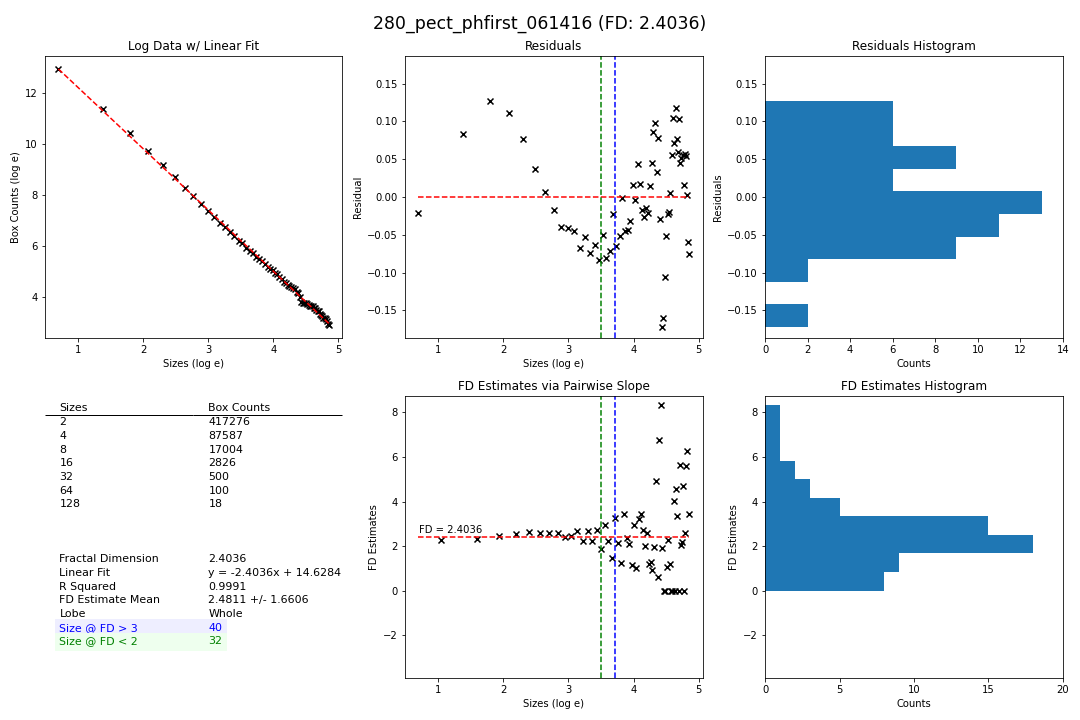 280_pect_phfirst_061416 (FD: 2.4036)
Log Data w/ Linear Fit
Box Counts (log e)
12
10
8
6
4
1 2 3 4 5
Sizes (log e)
Residuals
Residual
0.15
0.10
0.05
0.00
−0.05
−0.10
−0.15
1 2 3 4 5
Sizes (log e)
Residuals Histogram
Residuals
0.15
0.10
0.05
0.00
−0.05
−0.10
−0.15
0 2 4 6 8 10 12 14
Counts
Sizes Box Counts
2 417276
4 87587
8 17004
16 2826
32 500
64 100
128 18
Fractal Dimension 2.4036
Linear Fit y = -2.4036x + 14.6284
R Squared 0.9991
FD Estimate Mean 2.4811 +/- 1.6606
Lobe Whole
Size @ FD > 3 40
Size @ FD < 2 32
FD Estimates via Pairwise Slope
FD Estimates
8
6
4
2
0
−2
FD = 2.4036
1 2 3 4 5
Sizes (log e)
FD Estimates Histogram
FD Estimates
8
6
4
2
0
−2
0 5 10 15 20
Counts